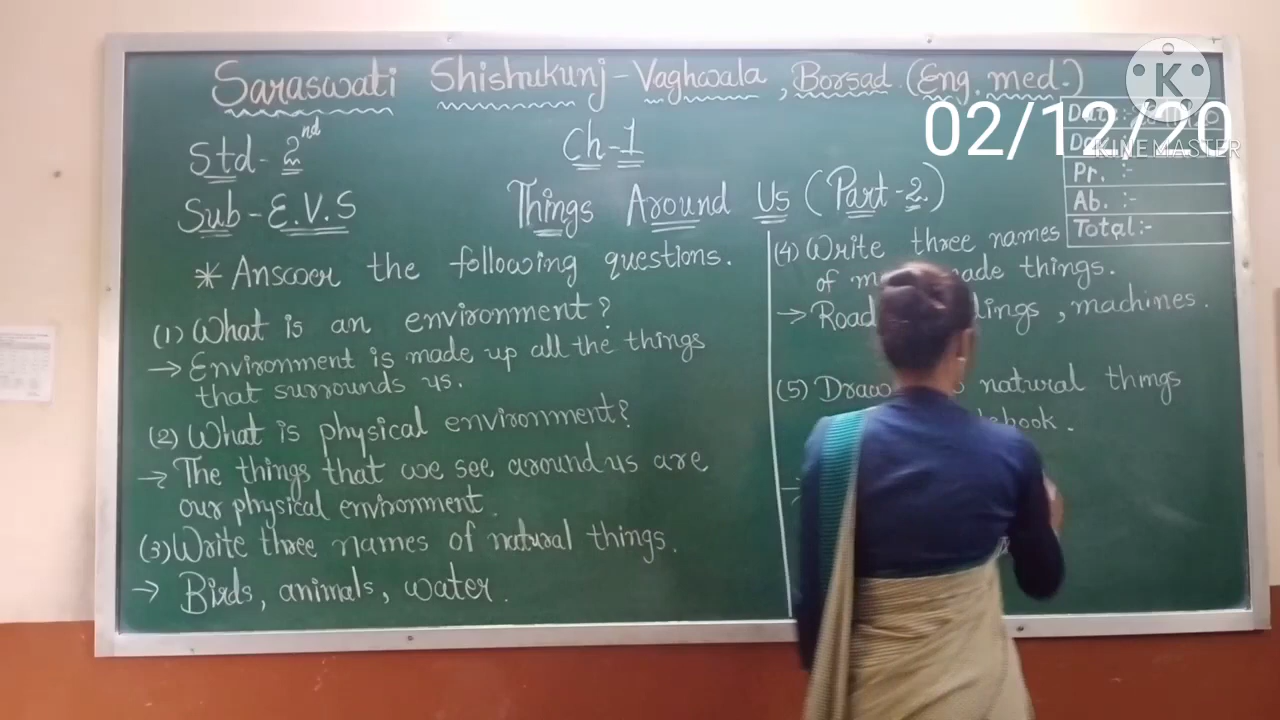 Saraswati Shishukunj-Vaghwala, Borsad. (Eng. med.)
K
02/12/20
KINEMASTER
Date :-
Pr. :-
Ab. :-
Total:-
Std - 2nd
Sub - E.V.S
Ch-1
Things Around Us (Part-2)
* Answer the following questions.
(1) What is an environment?
→ Environment is made up all the things
that surrounds us.
(2) What is physical environment?
→ The things that we see around us are
our physical environment.
(3) Write three names of natural things.
→ Birds, animals, water.
(4) Write three names
of things.
→ , machines.
(5) natural things